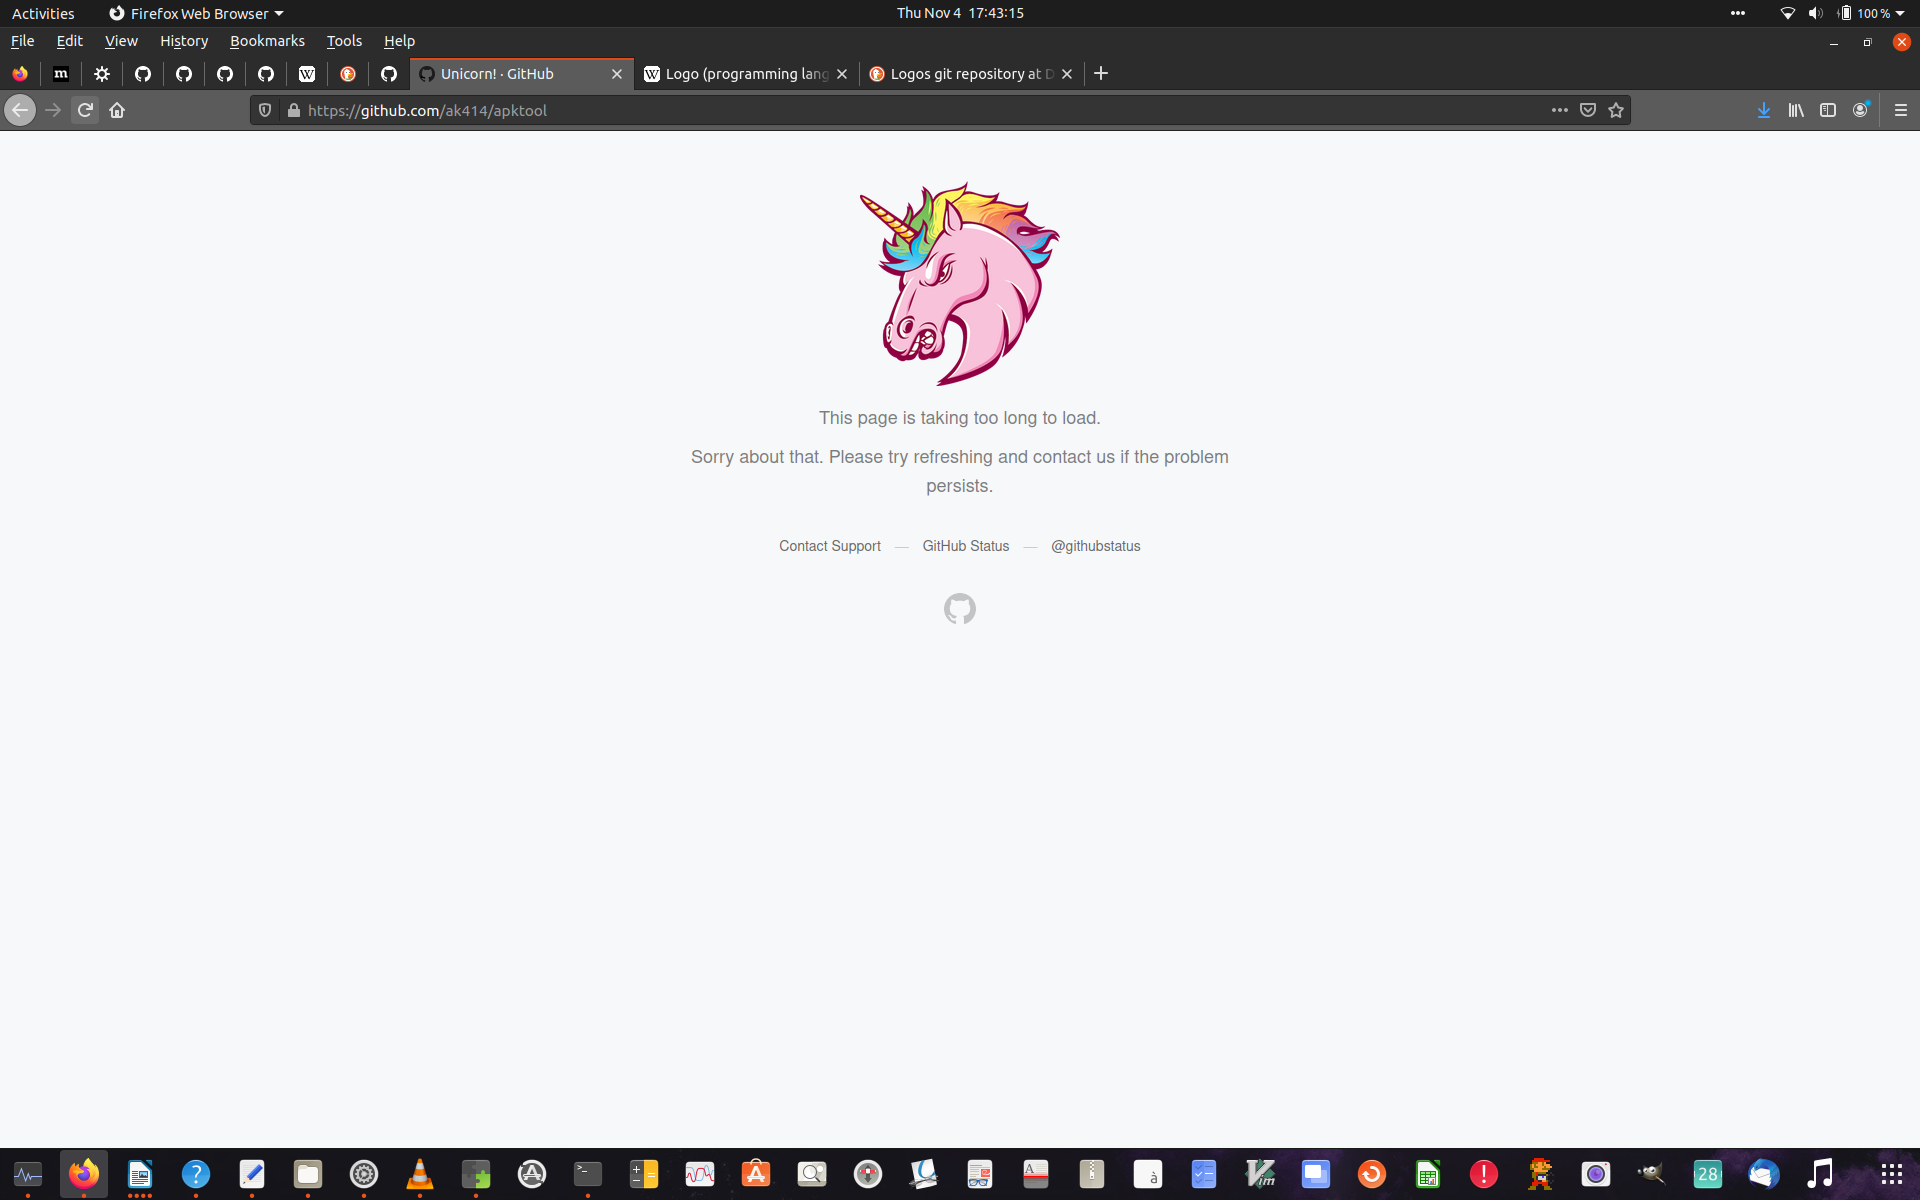 Activities Firefox Web Browser Thu Nov 4 17:43:15 100 %
File Edit View History Bookmarks Tools Help
m W Unicorn! · GitHub W Logo (programming lang Logos git repository at D
https://github.com/ak414/apktool
This page is taking too long to load.
Sorry about that. Please try refreshing and contact us if the problem
persists.
Contact Support — GitHub Status — @githubstatus
? >_ A à Vim ! 28